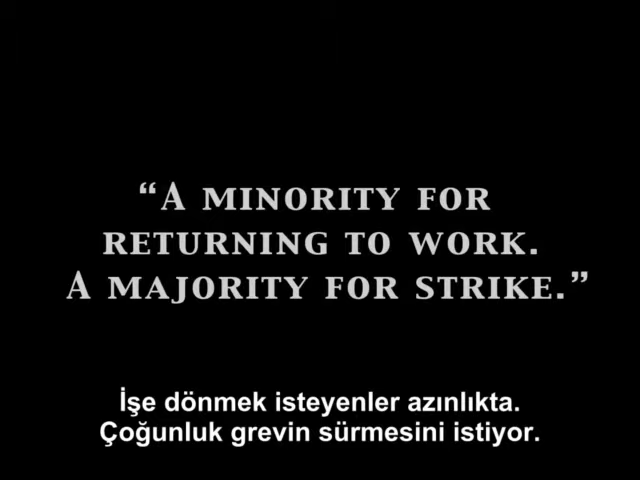 “A MINORITY FOR
RETURNING TO WORK.
A MAJORITY FOR STRIKE.”
İşe dönmek isteyenler azınlıkta.
Çoğunluk grevin sürmesini istiyor.